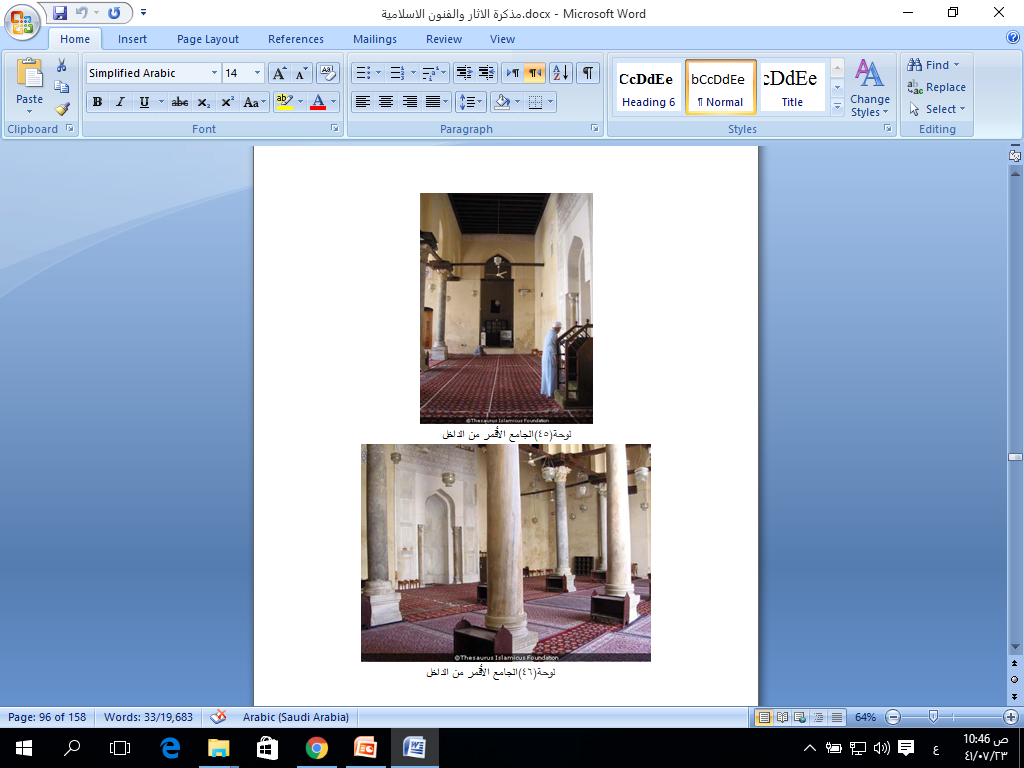 مذكرة الاثار والفنون الاسلامية.docx - Microsoft Word
Home Insert Page Layout References Mailings Review View
Paste
Clipboard
Simplified Arabic 14
Font
Paragraph
CcDdEe bCcDdEe cDdEe
Heading 6 ¶ Normal Title
Change Styles
Styles
Find
Replace
Select
Editing
©Thesaurus Islamicus Foundation
لوحة(٤٥)الجامع الأقمر من الداخل
©Thesaurus Islamicus Foundation
لوحة(٤٦)الجامع الأقمر من الداخل
Page: 96 of 158 Words: 33/19,683 Arabic (Saudi Arabia) 64%
ع
10:46 ص
٤١/٠٧/٢٣